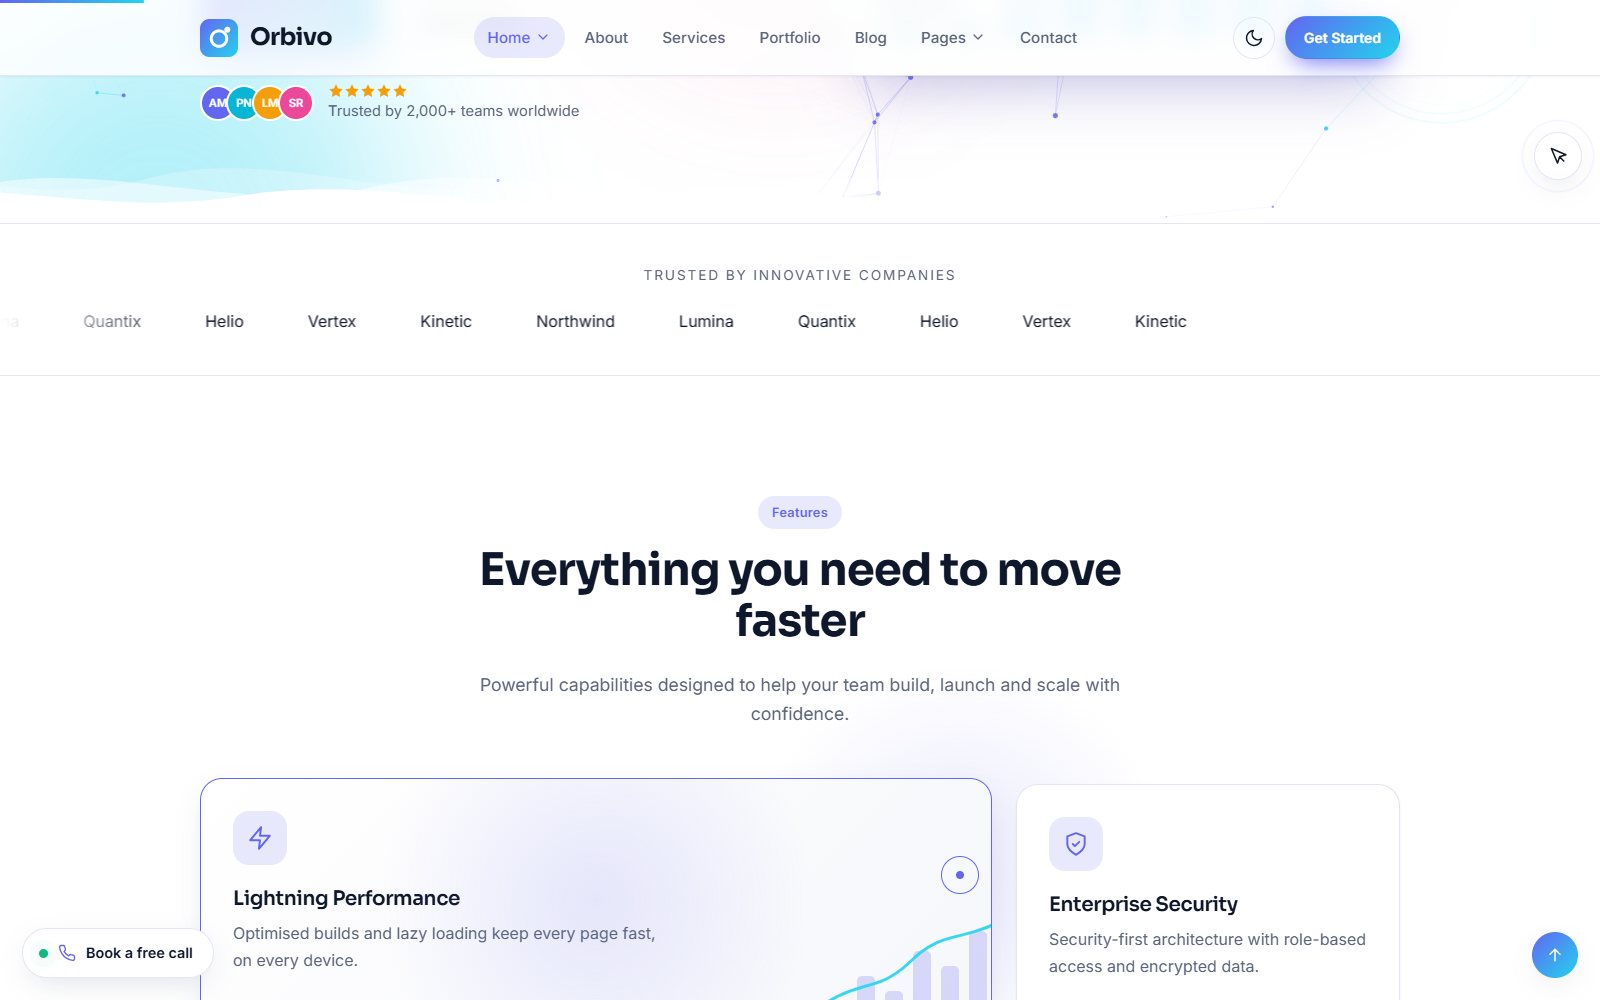 Orbivo
Home
About
Services
Portfolio
Blog
Pages
Contact
Get Started
AM
PN
LM
SR
Trusted by 2,000+ teams worldwide
TRUSTED BY INNOVATIVE COMPANIES
Quantix
Helio
Vertex
Kinetic
Northwind
Lumina
Quantix
Helio
Vertex
Kinetic
Features
Everything you need to move
faster
Powerful capabilities designed to help your team build, launch and scale with
confidence.
Lightning Performance
Optimised builds and lazy loading keep every page fast,
on every device.
Enterprise Security
Security-first architecture with role-based
access and encrypted data.
Book a free call